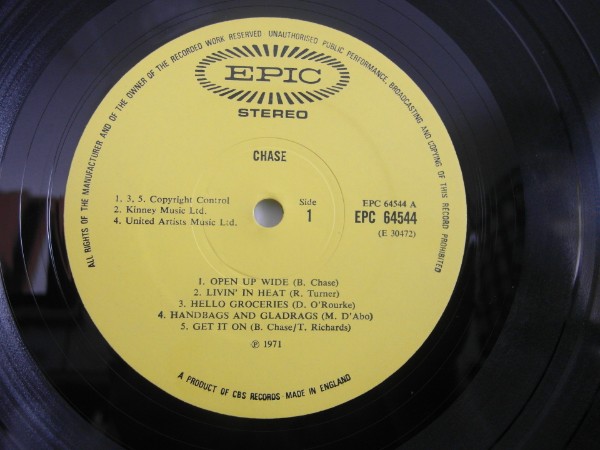 ALL RIGHTS OF THE MANUFACTURER AND OF THE OWNER OF THE RECORDED WORK RESERVED UNAUTHORISED PUBLIC PERFORMANCE, BROADCASTING AND COPYING OF THIS RECORD PROHIBITED
EPIC
STEREO
CHASE
1, 3, 5. Copyright Control
2. Kinney Music Ltd.
4. United Artists Music Ltd.
Side
1
EPC 64544 A
EPC 64544
(E 30472)
1. OPEN UP WIDE (B. Chase)
2. LIVIN' IN HEAT (R. Turner)
3. HELLO GROCERIES (D. O'Rourke)
4. HANDBAGS AND GLADRAGS (M. D'Abo)
5. GET IT ON (B. Chase/T. Richards)
℗ 1971
A PRODUCT OF CBS RECORDS · MADE IN ENGLAND